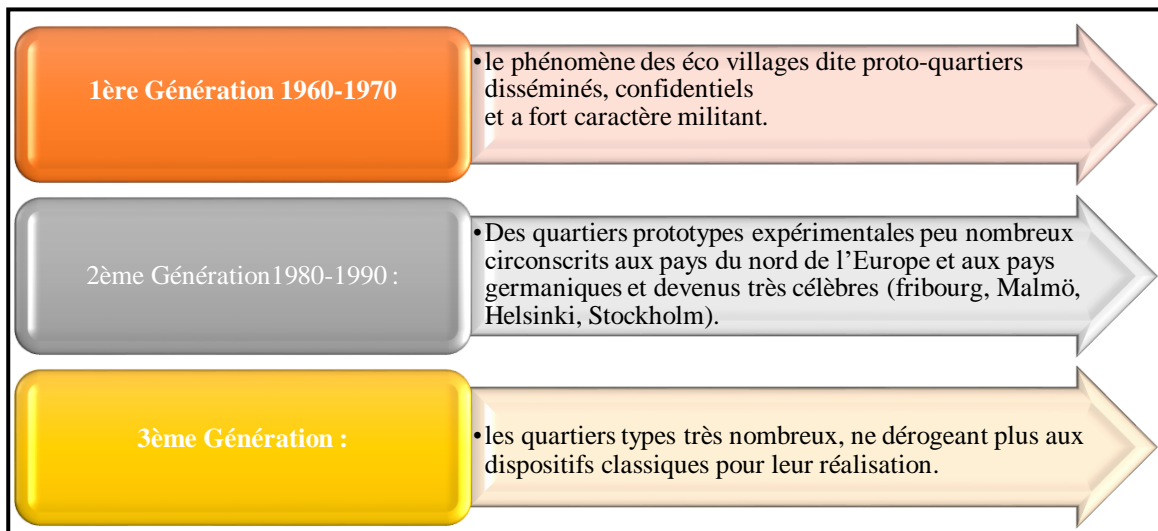 1ère Génération 1960-1970
•le phénomène des éco villages dite proto-quartiers
disséminés, confidentiels
et a fort caractère militant.
2ème Génération1980-1990 :
•Des quartiers prototypes expérimentales peu nombreux
circonscrits aux pays du nord de l’Europe et aux pays
germaniques et devenus très célèbres (fribourg, Malmö,
Helsinki, Stockholm).
3ème Génération :
•les quartiers types très nombreux, ne dérogeant plus aux
dispositifs classiques pour leur réalisation.